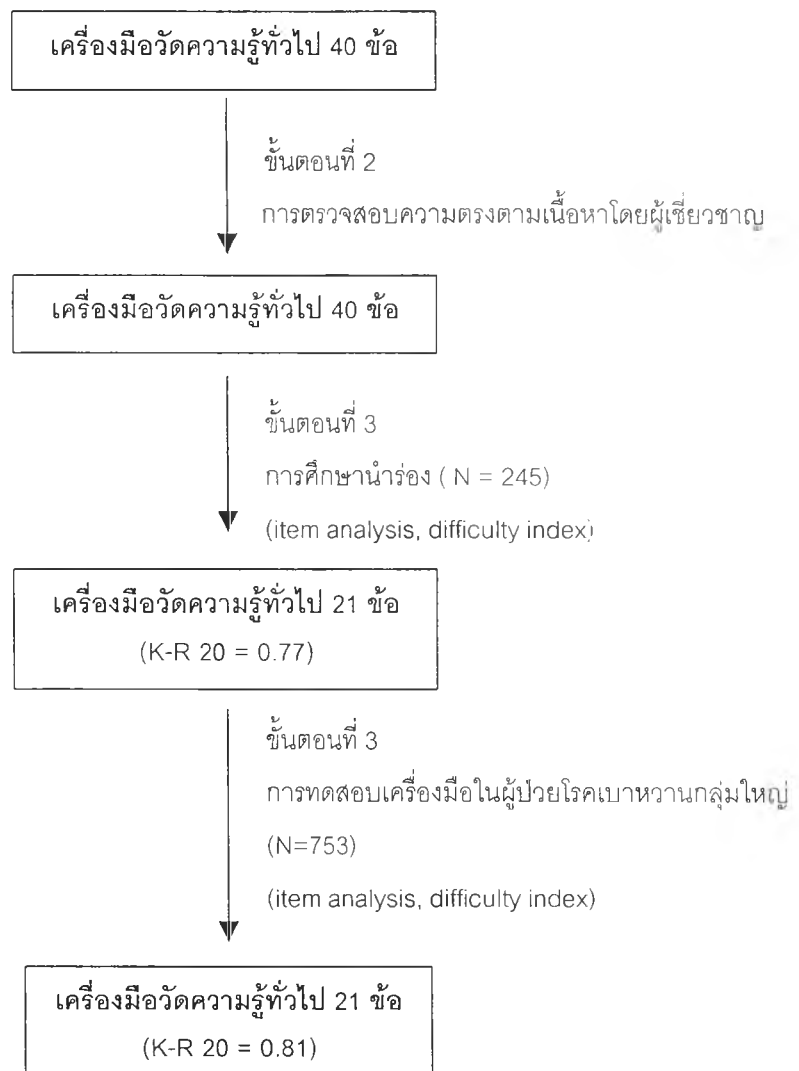 เครื่องมือวัดความรู้ทั่วไป 40 ข้อ
ขั้นตอนที่ 2
การตรวจสอบความตรงตามเนื้อหาโดยผู้เชี่ยวชาญ
เครื่องมือวัดความรู้ทั่วไป 40 ข้อ
ขั้นตอนที่ 3
การศึกษานำร่อง ( N = 245)
(item analysis, difficulty index)
เครื่องมือวัดความรู้ทั่วไป 21 ข้อ
(K-R 20 = 0.77)
ขั้นตอนที่ 3
การทดสอบเครื่องมือในผู้ป่วยโรคเบาหวานกลุ่มใหญ่
(N=753)
(item analysis, difficulty index)
เครื่องมือวัดความรู้ทั่วไป 21 ข้อ
(K-R 20 = 0.81)